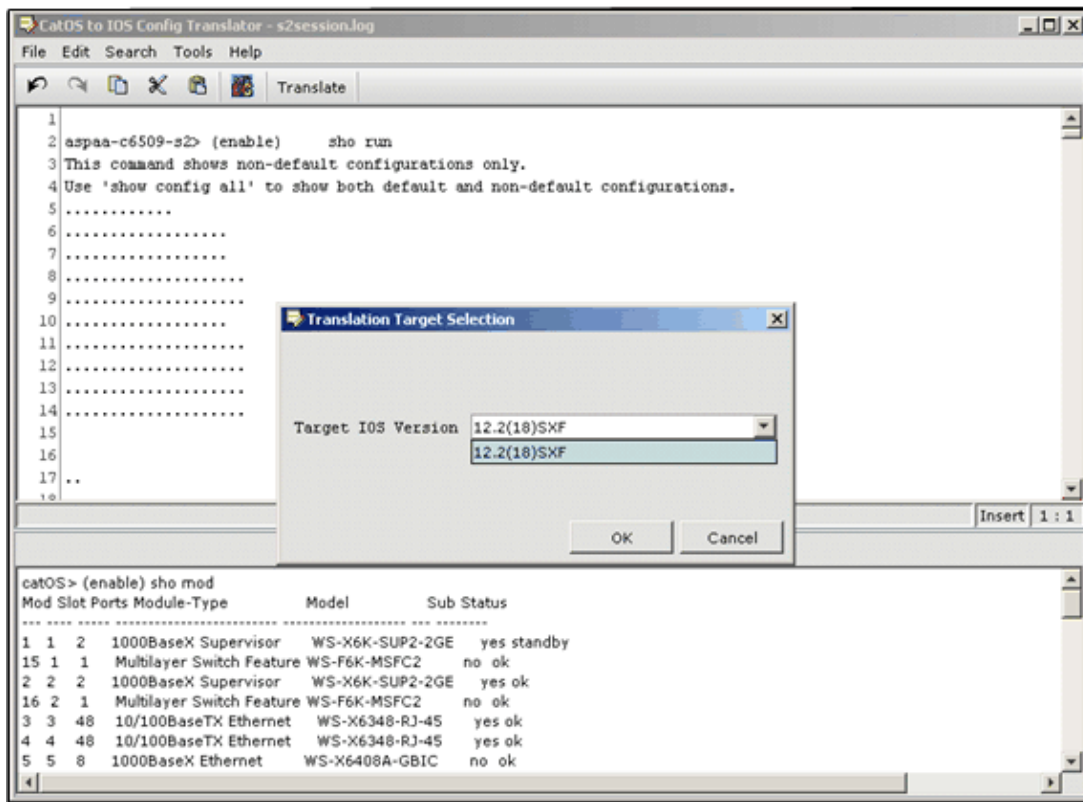 CatOS to IOS Config Translator - s2session.log
File Edit Search Tools Help
Translate
1
2 aspaa-c6509-s2> (enable) sho run
3 This command shows non-default configurations only.
4 Use 'show config all' to show both default and non-default configurations.
5 ............
6 ..................
7 ..................
8 ....................
9 ....................
10 ..................
11 ....................
12 ....................
13 ....................
14 ....................
15
16
17 ..
18
Translation Target Selection
Target IOS Version 12.2(18)SXF
12.2(18)SXF
OK Cancel
Insert 1 : 1
catOS> (enable) sho mod
Mod Slot Ports Module-Type Model Sub Status
--- ---- ----- ------------------------- ------------------- --- --------
1 1 2 1000BaseX Supervisor WS-X6K-SUP2-2GE yes standby
15 1 1 Multilayer Switch Feature WS-F6K-MSFC2 no ok
2 2 2 1000BaseX Supervisor WS-X6K-SUP2-2GE yes ok
16 2 1 Multilayer Switch Feature WS-F6K-MSFC2 no ok
3 3 48 10/100BaseTX Ethernet WS-X6348-RJ-45 yes ok
4 4 48 10/100BaseTX Ethernet WS-X6348-RJ-45 yes ok
5 5 8 1000BaseX Ethernet WS-X6408A-GBIC no ok